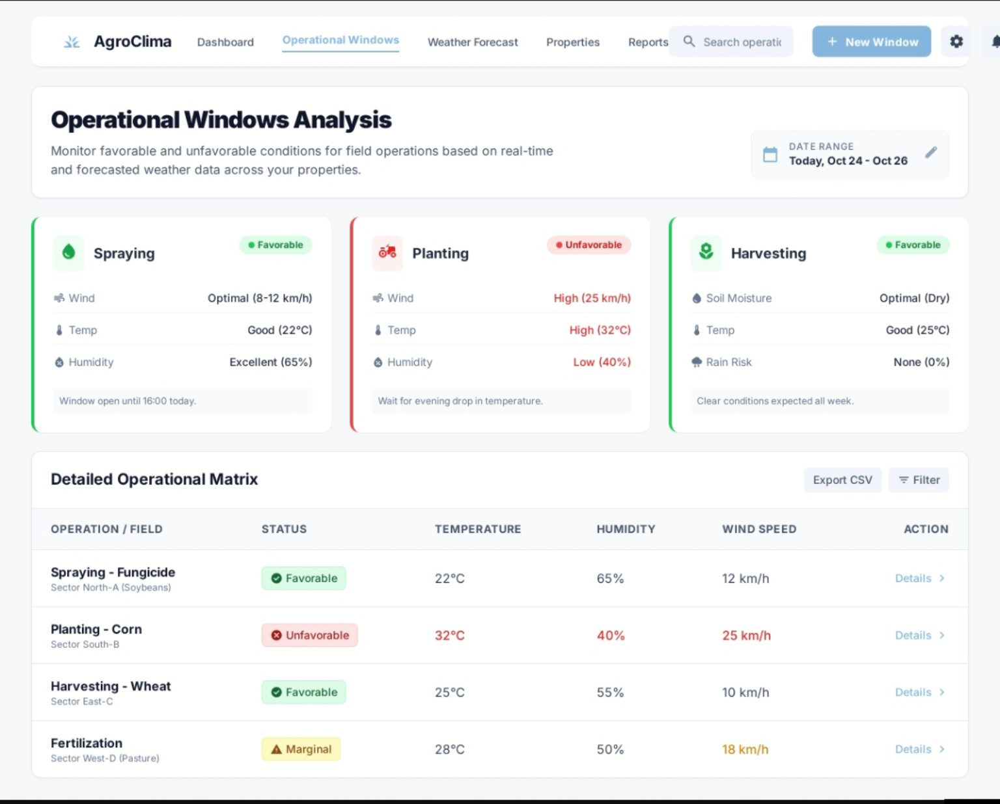 AgroClima
Dashboard
Operational Windows
Weather Forecast
Properties
Reports
Search operatic
+ New Window
Operational Windows Analysis
Monitor favorable and unfavorable conditions for field operations based on real-time
and forecasted weather data across your properties.
DATE RANGE
Today, Oct 24 - Oct 26
Spraying
Favorable
Wind Optimal (8-12 km/h)
Temp Good (22°C)
Humidity Excellent (65%)
Window open until 16:00 today.
Planting
Unfavorable
Wind High (25 km/h)
Temp High (32°C)
Humidity Low (40%)
Wait for evening drop in temperature.
Harvesting
Favorable
Soil Moisture Optimal (Dry)
Temp Good (25°C)
Rain Risk None (0%)
Clear conditions expected all week.
Detailed Operational Matrix
Export CSV
Filter
OPERATION / FIELD STATUS TEMPERATURE HUMIDITY WIND SPEED ACTION
Spraying - Fungicide
Sector North-A (Soybeans)
Favorable 22°C 65% 12 km/h Details
Planting - Corn
Sector South-B
Unfavorable 32°C 40% 25 km/h Details
Harvesting - Wheat
Sector East-C
Favorable 25°C 55% 10 km/h Details
Fertilization
Sector West-D (Pasture)
Marginal 28°C 50% 18 km/h Details